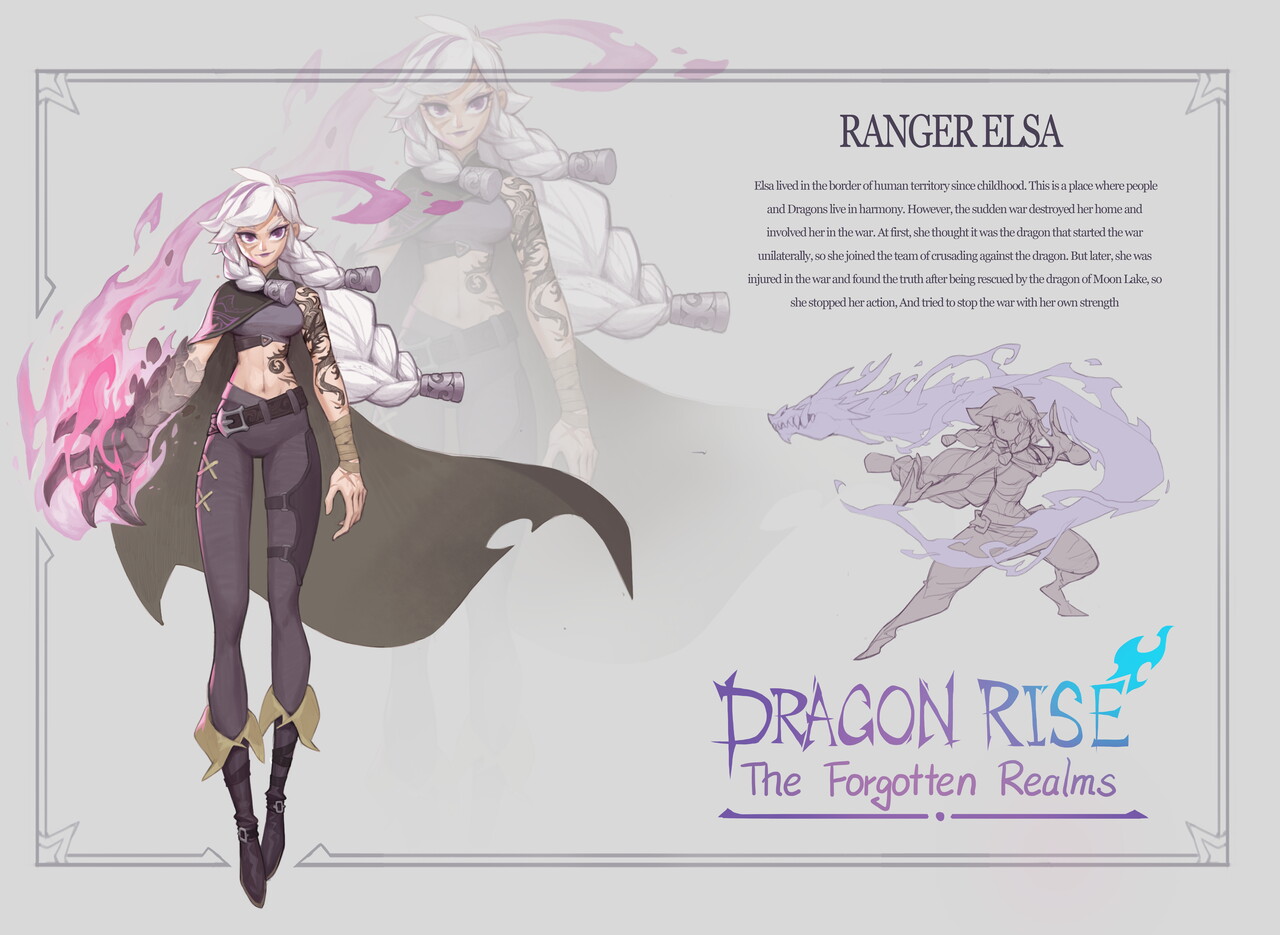 RANGER ELSA
Elsa lived in the border of human territory since childhood. This is a place where people
and Dragons live in harmony. However, the sudden war destroyed her home and
involved her in the war. At first, she thought it was the dragon that started the war
unilaterally, so she joined the team of crusading against the dragon. But later, she was
injured in the war and found the truth after being rescued by the dragon of Moon Lake, so
she stopped her action, And tried to stop the war with her own strength
DRAGON RISE
The Forgotten Realms